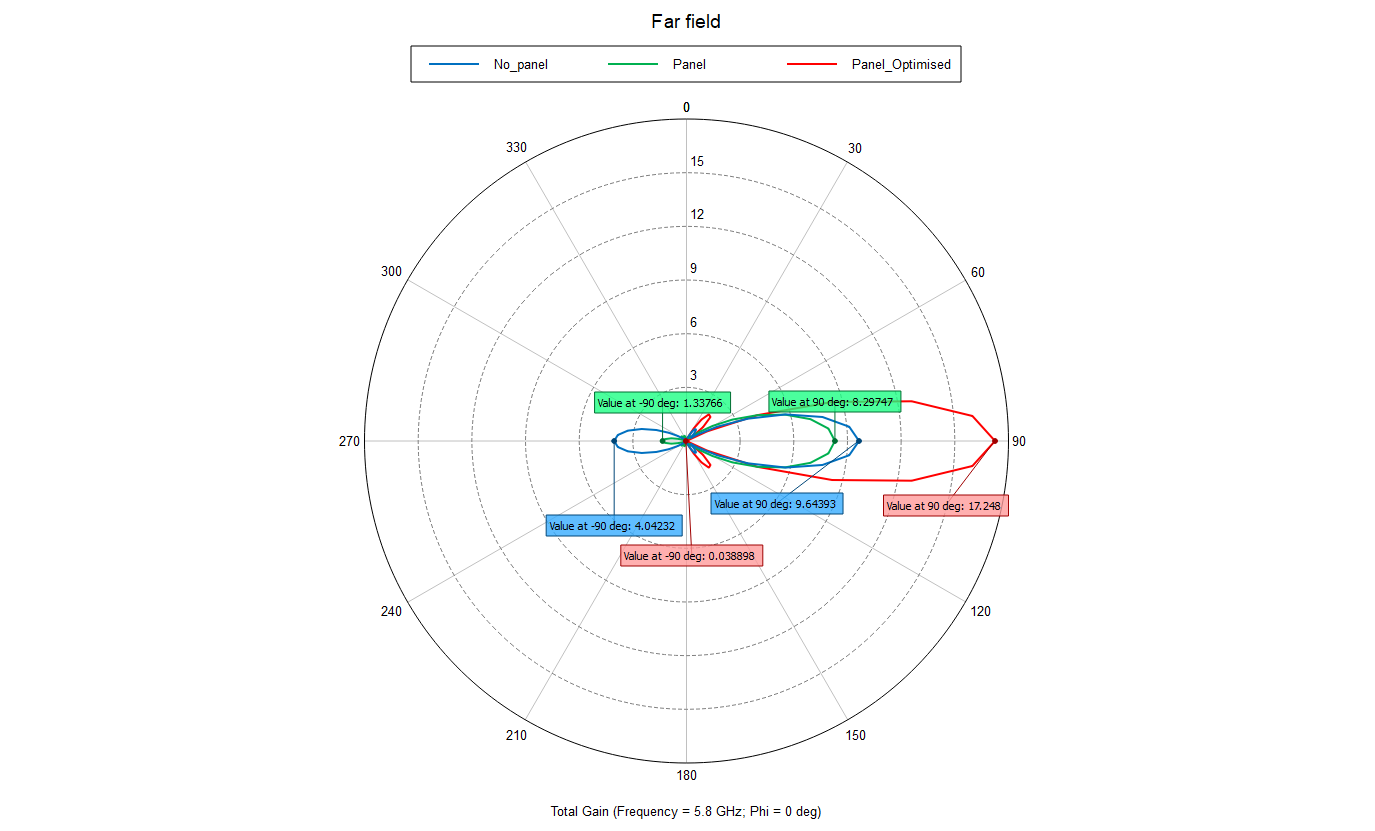 Far field
No_panel Panel Panel_Optimised
0
330 30
15
12
300 60
9
6
3
Value at -90 deg: 1.33766 Value at 90 deg: 8.29747
270 90
Value at 90 deg: 9.64393 Value at 90 deg: 17.248
Value at -90 deg: 4.04232
Value at -90 deg: 0.038898
240 120
210 150
180
Total Gain (Frequency = 5.8 GHz; Phi = 0 deg)